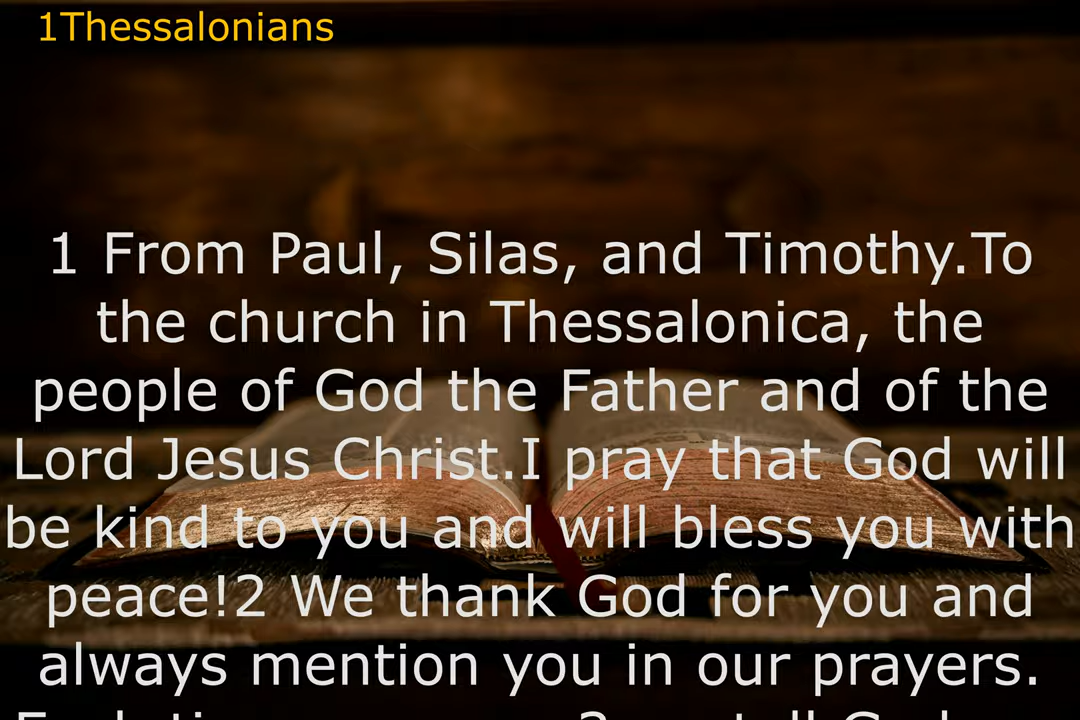 1Thessalonians
1 From Paul, Silas, and Timothy.To
the church in Thessalonica, the
people of God the Father and of the
Lord Jesus Christ.I pray that God will
be kind to you and will bless you with
peace!2 We thank God for you and
always mention you in our prayers.